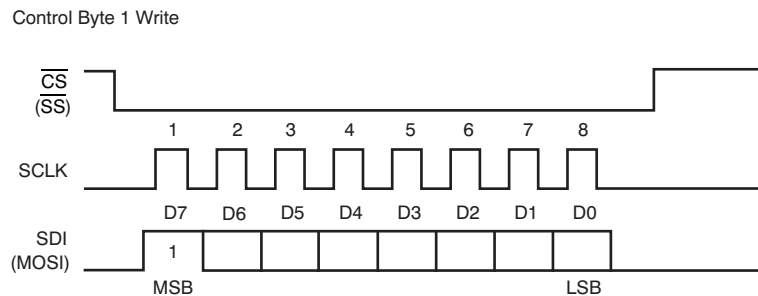 Control Byte 1 Write
CS
(SS)
1 2 3 4 5 6 7 8
SCLK
D7 D6 D5 D4 D3 D2 D1 D0
SDI
(MOSI)
1
MSB LSB